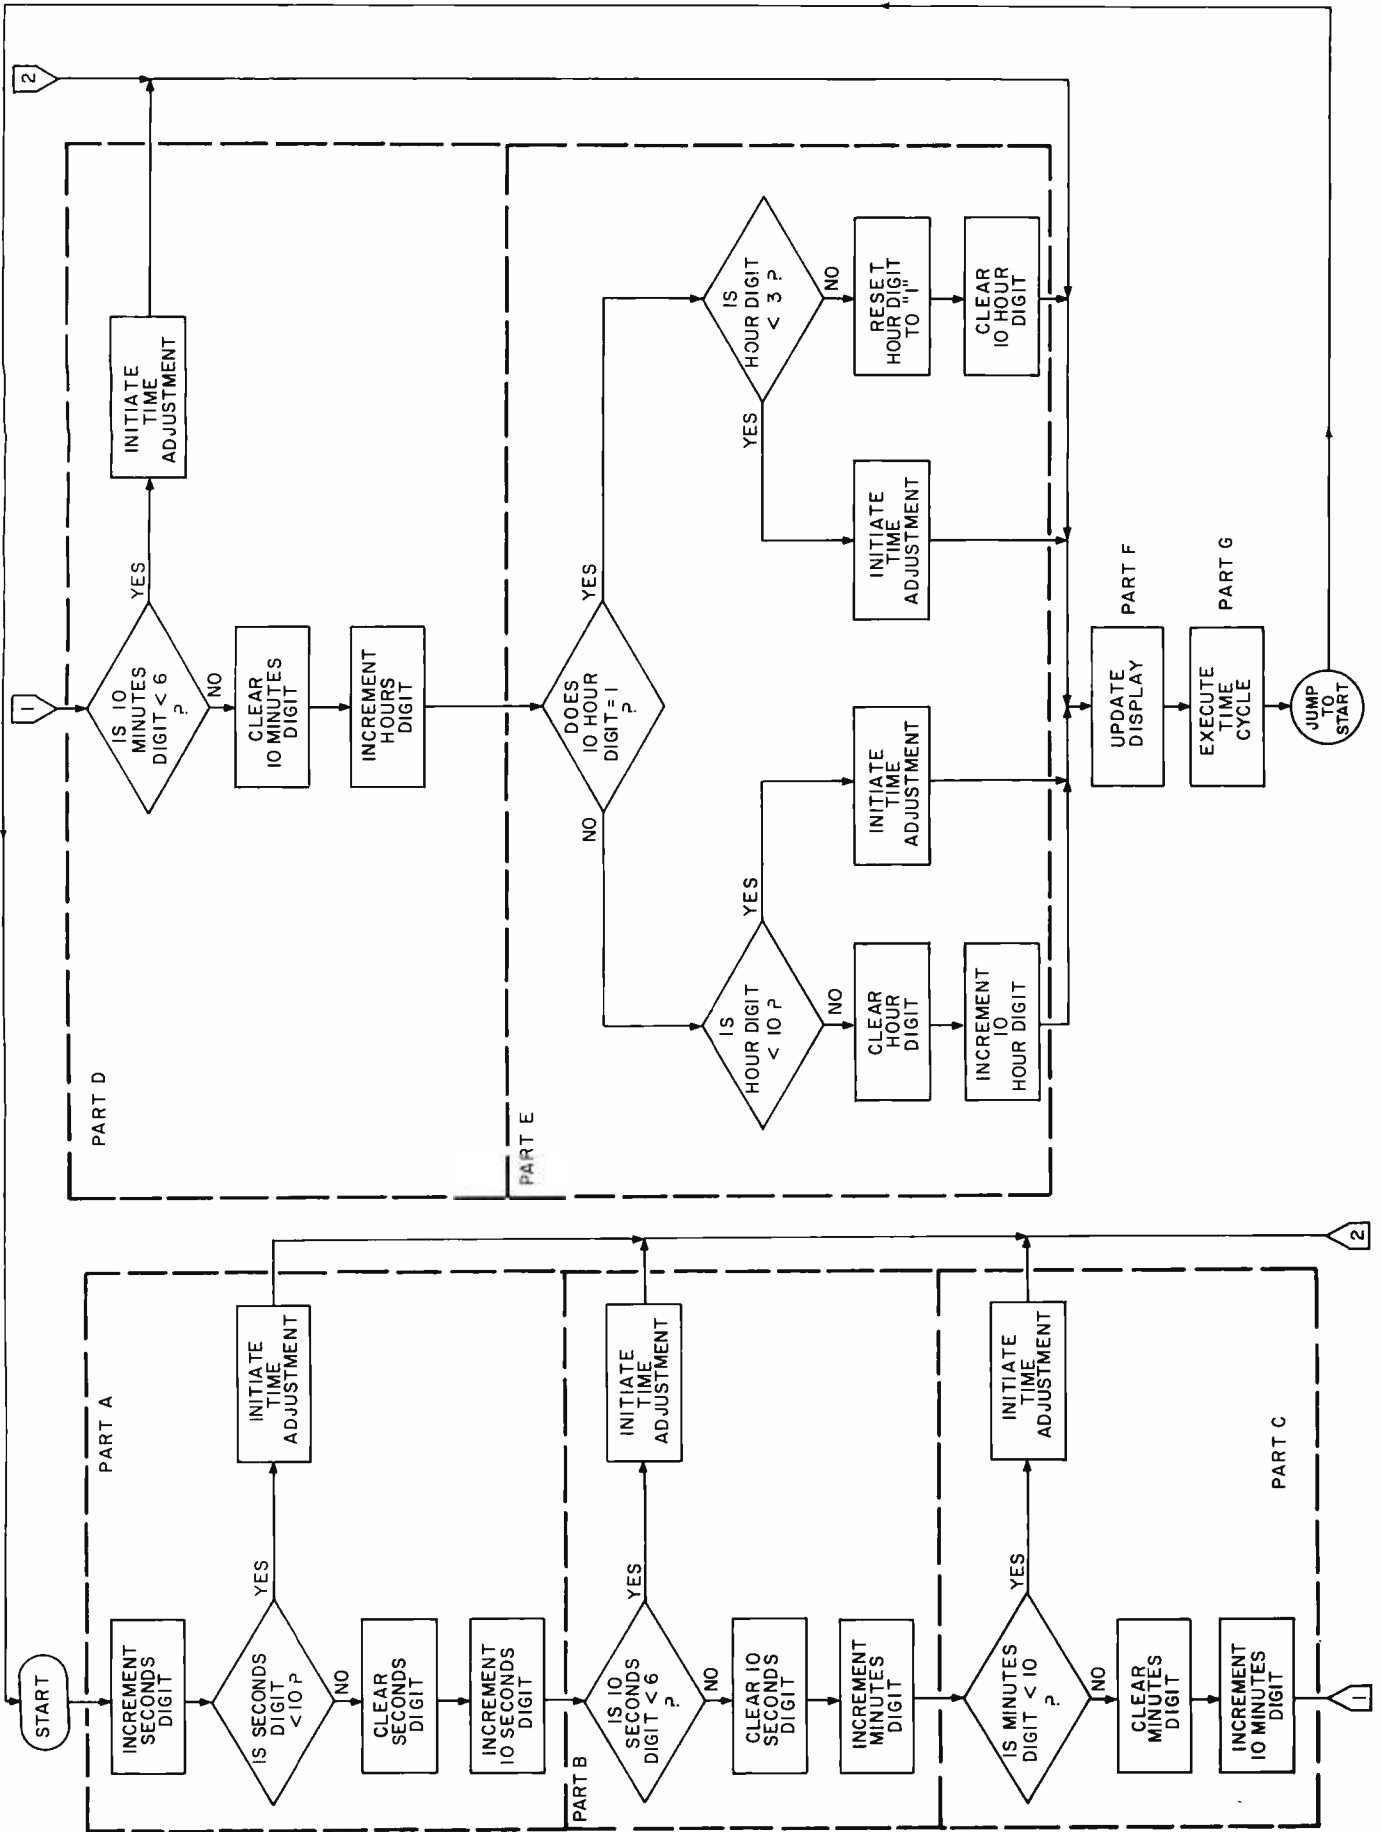 START
PART A
INCREMENT
SECONDS
DIGIT
IS SECONDS
DIGIT
<10?
YES
INITIATE
TIME
ADJUSTMENT
NO
CLEAR
SECONDS
DIGIT
INCREMENT
10 SECONDS
DIGIT
PART B
IS 10
SECONDS
DIGIT < 6
?
YES
INITIATE
TIME
ADJUSTMENT
NO
CLEAR 10
SECONDS
DIGIT
INCREMENT
MINUTES
DIGIT
PART C
IS MINUTES
DIGIT < 10
?
YES
INITIATE
TIME
ADJUSTMENT
NO
CLEAR
MINUTES
DIGIT
INCREMENT
10 MINUTES
DIGIT
1
2
1
2
PART D
IS 10
MINUTES
DIGIT < 6
?
YES
INITIATE
TIME
ADJUSTMENT
NO
CLEAR
10 MINUTES
DIGIT
INCREMENT
HOURS
DIGIT
PART E
DOES
10 HOUR
DIGIT = 1
?
NO
YES
IS
HOUR DIGIT
< 10 ?
YES
INITIATE
TIME
ADJUSTMENT
NO
CLEAR
HOUR
DIGIT
INCREMENT
10
HOUR DIGIT
IS
HOUR DIGIT
< 3 ?
YES
INITIATE
TIME
ADJUSTMENT
NO
RESET
HOUR DIGIT
TO "1"
CLEAR
10 HOUR
DIGIT
UPDATE
DISPLAY
PART F
EXECUTE
TIME
CYCLE
PART G
JUMP
TO
START